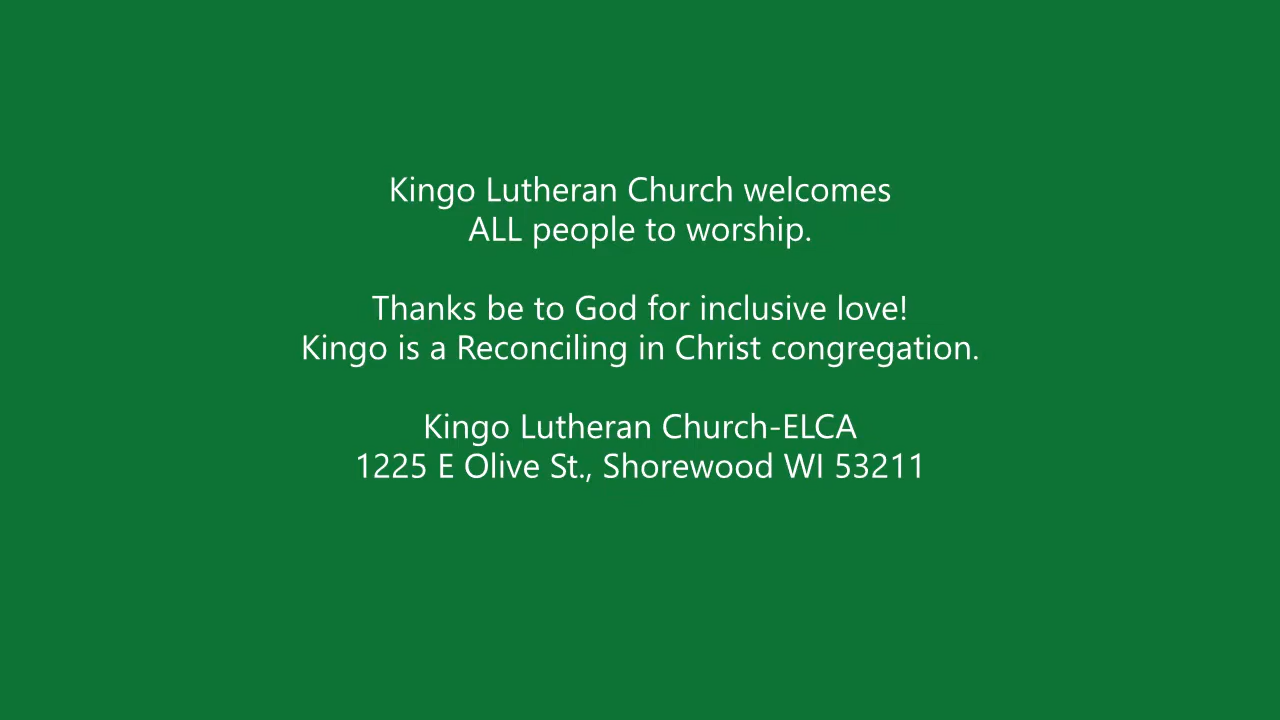 Kingo Lutheran Church welcomes
ALL people to worship.
Thanks be to God for inclusive love!
Kingo is a Reconciling in Christ congregation.
Kingo Lutheran Church-ELCA
1225 E Olive St., Shorewood WI 53211